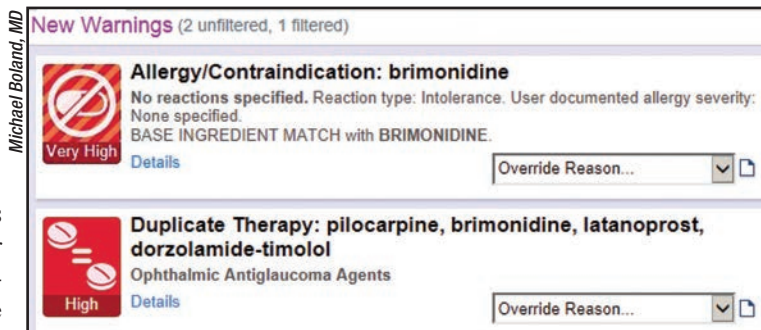 Michael Boland, MD
New Warnings (2 unfiltered, 1 filtered)
Allergy/Contraindication: brimonidine
No reactions specified. Reaction type: Intolerance. User documented allergy severity:
None specified.
BASE INGREDIENT MATCH with BRIMONIDINE.
Very High
Details
Override Reason...
Duplicate Therapy: pilocarpine, brimonidine, latanoprost,
dorzolamide-timolol
Ophthalmic Antiglaucoma Agents
High
Details
Override Reason...